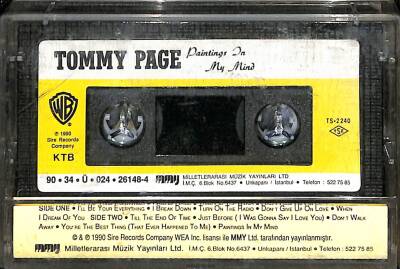 TOMMY PAGE
Paintings In
My Mind
WB
℗ 1990
Sire Records
Company
KTB
TS-2240
TSE
90 · 34 · Ü · 024 · 26148-4
mmy MİLLETLERARASI MÜZİK YAYINLARI LTD
İ.M.Ç. 6.Blok No.6437 · Unkapanı / İstanbul · Telefon : 522 75 85
SIDE ONE • I'LL BE YOUR EVERYTHING • I BREAK DOWN • TURN ON THE RADIO • DON'T GIVE UP ON LOVE • WHEN
I DREAM OF YOU SIDE TWO • TILL THE END OF TIME • JUST BEFORE ( I WAS GONNA SAY I LOVE YOU ) • DON'T WALK
AWAY • YOU'RE THE BEST THING (THAT EVER HAPPENED TO ME) • PAINTINGS IN MY MIND
℗ & © 1990 Sire Records Company WEA Inc. lisansı ile MMY Ltd. tarafından yayınlanmıştır.
mmy Milletlerarası Müzik Yayınları Ltd. İ.M.Ç. 6.Blok No.6437 · Unkapanı / İstanbul · Telefon : 522 75 85